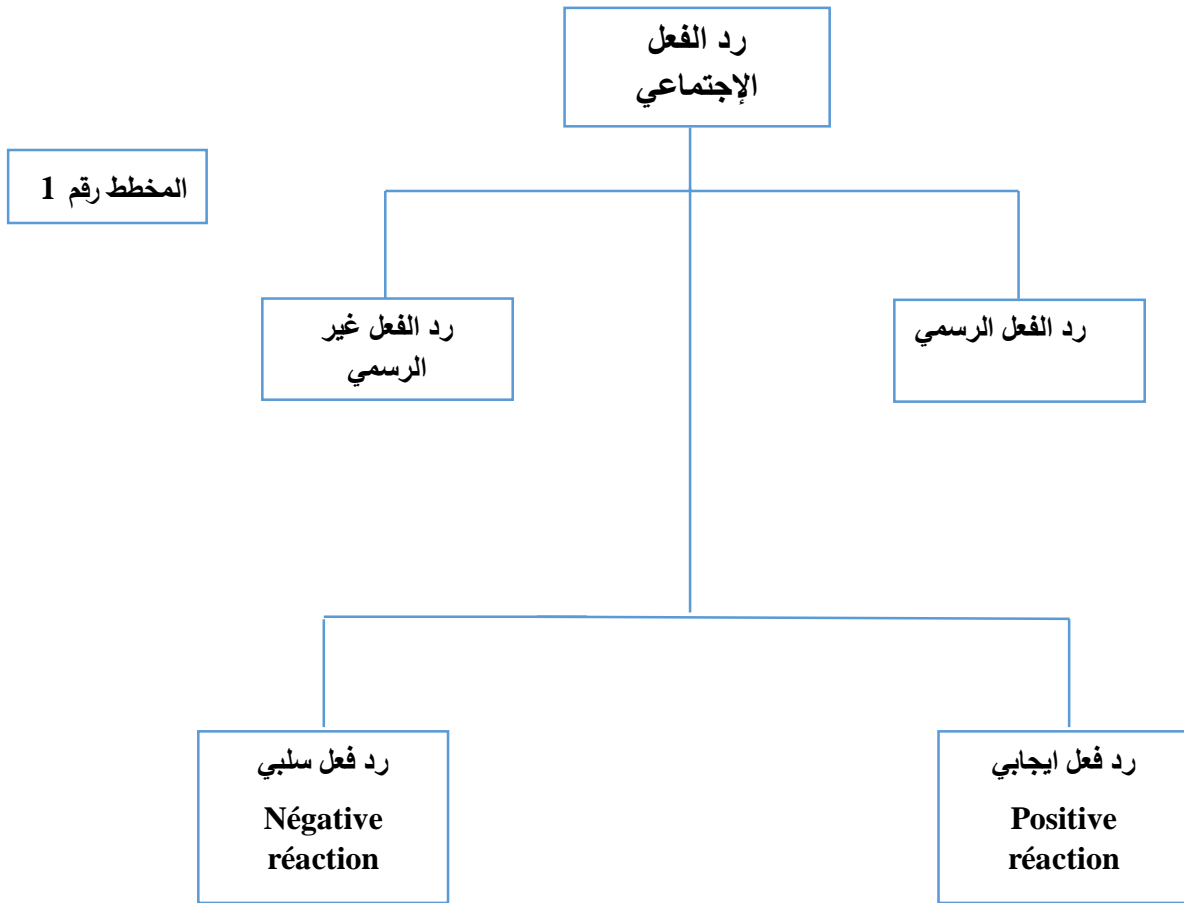 رد الفعل
الإجتماعي
المخطط رقم 1
رد الفعل الرسمي
رد الفعل غير
الرسمي
رد فعل ايجابي
Positive
réaction
رد فعل سلبي
Négative
réaction